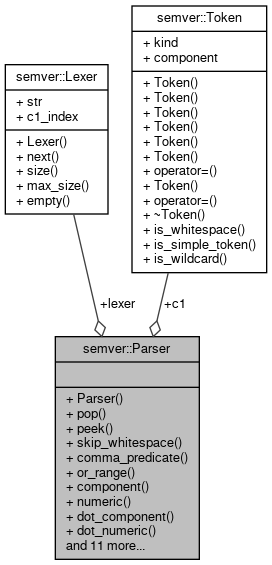 semver::Lexer
+ str
+ c1_index
+ Lexer()
+ next()
+ size()
+ max_size()
+ empty()
semver::Token
+ kind
+ component
+ Token()
+ Token()
+ Token()
+ Token()
+ Token()
+ Token()
+ operator=()
+ Token()
+ operator=()
+ ~Token()
+ is_whitespace()
+ is_simple_token()
+ is_wildcard()
+lexer
+c1
semver::Parser
+ Parser()
+ pop()
+ peek()
+ skip_whitespace()
+ comma_predicate()
+ or_range()
+ component()
+ numeric()
+ dot_component()
+ dot_numeric()
and 11 more...